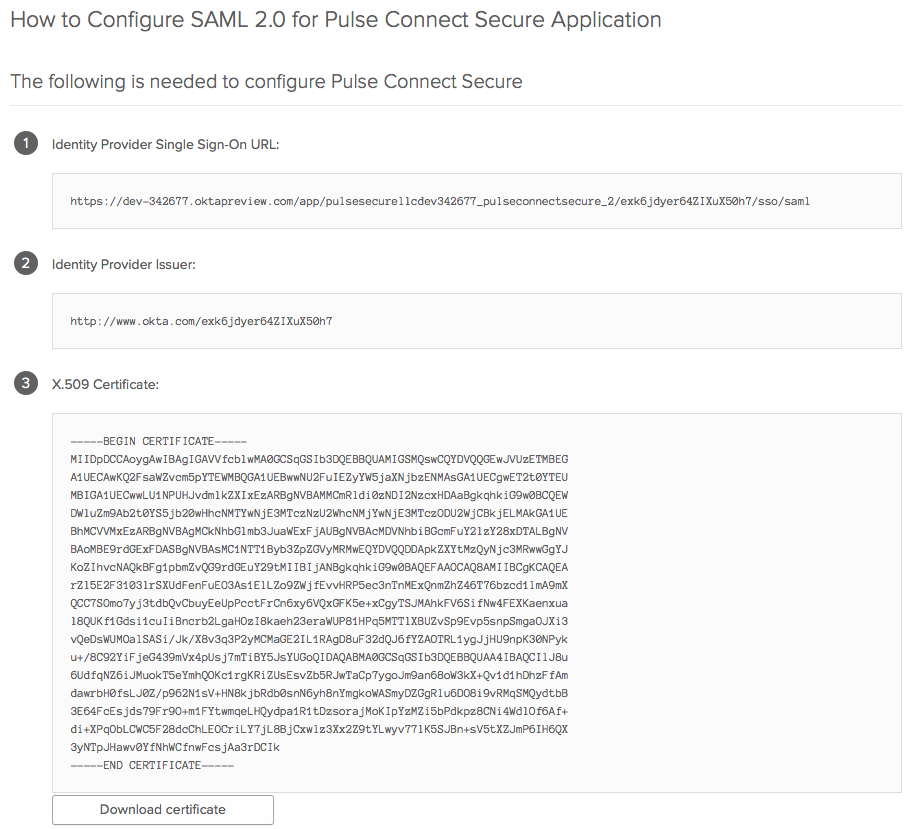 How to Configure SAML 2.0 for Pulse Connect Secure Application
The following is needed to configure Pulse Connect Secure
1 Identity Provider Single Sign-On URL:
https://dev-342677.oktapreview.com/app/pulsesecurellcdev342677_pulseconnectsecure_2/exk6jdyer64ZIXuX50h7/sso/saml
2 Identity Provider Issuer:
http://www.okta.com/exk6jdyer64ZIXuX50h7
3 X.509 Certificate:
-----BEGIN CERTIFICATE-----
MIIDpDCCAoygAwIBAgIGAVVfcblwMA0GCSqGSIb3DQEBBQUAMIGSMQswCQYDVQQGEwJVUzETMBEG
A1UECAwKQ2FsaWZvcm5pYTEWMBQGA1UEBwwNU2FuIEZyYW5jaXNjbzENMAsGA1UECgwET2t0YTEU
MBIGA1UECwwLU1NPUHJvdmlkZXIxEzARBgNVBAMMCmRldi0zNDI2NzcxHDAaBgkqhkiG9w0BCQEW
DWluZm9Ab2t0YS5jb20wHhcNMTYwNjE3MTczNzU2WhcNMjYwNjE3MTczODU2WjCBkjELMAkGA1UE
BhMCVVMxEzARBgNVBAgMCkNhbGlmb3JuaWExFjAUBgNVBAcMDVNhbiBGcmFuY2lzY28xDTALBgNV
BAoMBE9rdGExFDASBgNVBAsMC1NTT1Byb3ZpZGVyMRMwEQYDVQQDDApkZXYtMzQyNjc3MRwwGgYJ
KoZIhvcNAQkBFg1pbmZvQG9rdGEuY29tMIIBIjANBgkqhkiG9w0BAQEFAAOCAQ8AMIIBCgKCAQEA
rZl5E2F3103lrSXUdFenFuEO3As1ElLZo9ZWjfEvvHRP5ec3nTnMExQnmZhZ46T76bzcd1lmA9mX
QCC7SOmo7yj3tdbQvCbuyEeUpPcctFrCn6xy6VQxGFK5e+xCgyTSJMAhkFV6SifNw4FEXKaenxua
l8QUKf1Gdsi1cuIiBncrb2LgaHOzI8kaeh23eraWUP81HPq5MTTlXBUZvSp9Evp5snpSmgaOJXi3
vQeDsWUMOalSASi/Jk/X8v3q3P2yMCMaGE2IL1RAgD8uF32dQJ6fYZAOTRL1ygJjHU9npK30NPyk
u+/8C92YiFjeG439mVx4pUsj7mTiBY5JsYUGoQIDAQABMA0GCSqGSIb3DQEBBQUAA4IBAQCIlJ8u
6UdfqNZ6iJMuokT5eYmhQOKc1rgKRiZUsEsvZb5RJwTaCp7ygoJm9an68oW3kX+Qv1d1hDhzFfAm
dawrbH0fsLJ0Z/p962N1sV+HN8kjbRdb0snN6yh8nYmgkoWASmyDZGgRlu6DO8i9vRMqSMQydtbB
3E64FcEsjds79Fr9O+m1FYtwmqeLHQydpa1R1tDzsorajMoKIpYzMZi5bPdkpz8CNi4WdlOf6Af+
di+XPqObLCWC5F28dcChLEOCriLY7jL8BjCxwlz3Xx2Z9tYLwyv77lK5SJBn+sV5tXZJmP6IH6QX
3yNTpJHawv0YfNhWCfnwFcsjAa3rDCIk
-----END CERTIFICATE-----
Download certificate